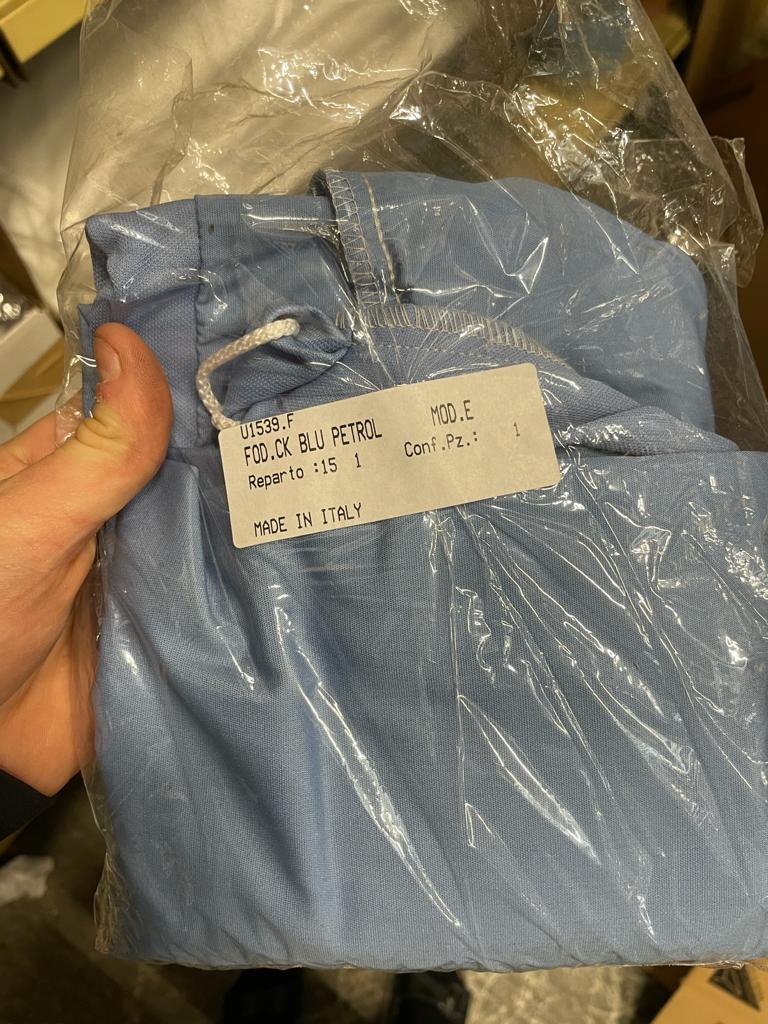 U1539.F
FOD.CK BLU PETROL MOD.E
Reparto :15 1 Conf.Pz.: 1
MADE IN ITALY